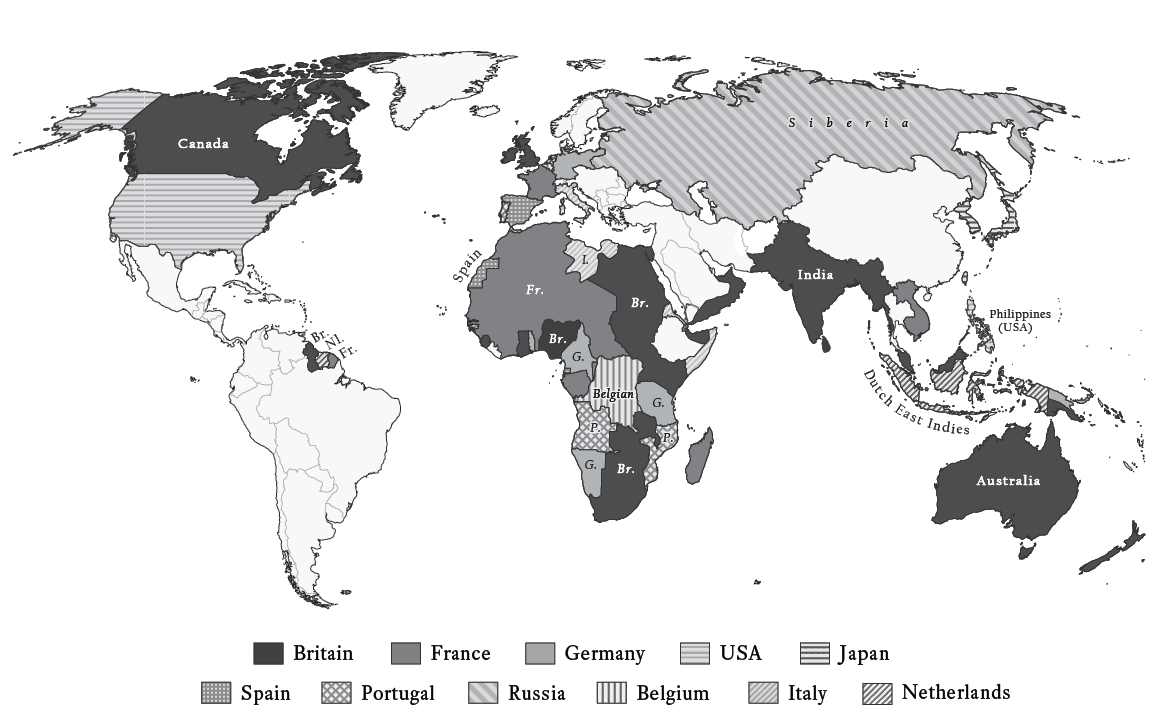 Siberia
Canada
Spain
I.
India
Fr.
Br.
Philippines
(USA)
Br.
Nl.
Fr.
Br.
G.
Belgian
G.
Dutch East Indies
P.
P.
G.
Br.
Australia
Britain
France
Germany
USA
Japan
Spain
Portugal
Russia
Belgium
Italy
Netherlands